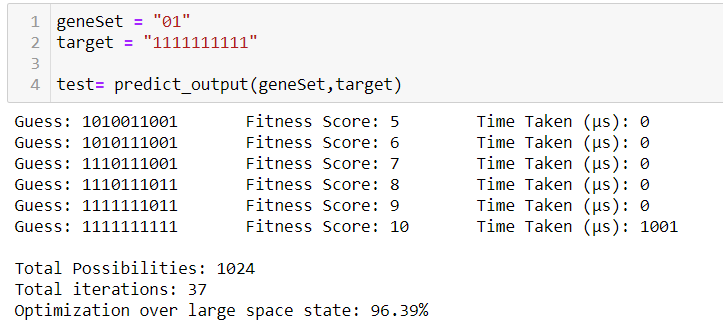 1 geneSet = "01"
2 target = "1111111111"
3
4 test= predict_output(geneSet,target)
Guess: 1010011001 Fitness Score: 5 Time Taken (µs): 0
Guess: 1010111001 Fitness Score: 6 Time Taken (µs): 0
Guess: 1110111001 Fitness Score: 7 Time Taken (µs): 0
Guess: 1110111011 Fitness Score: 8 Time Taken (µs): 0
Guess: 1111111011 Fitness Score: 9 Time Taken (µs): 0
Guess: 1111111111 Fitness Score: 10 Time Taken (µs): 1001
Total Possibilities: 1024
Total iterations: 37
Optimization over large space state: 96.39%